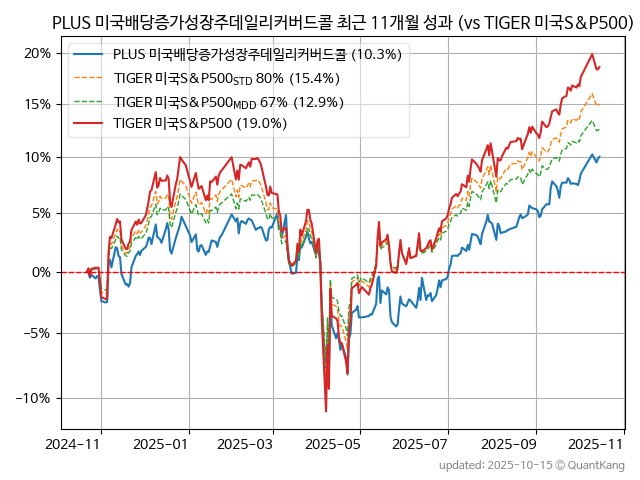 PLUS 미국배당증가성장주데일리커버드콜 최근 11개월 성과 (vs TIGER 미국S&P500)
PLUS 미국배당증가성장주데일리커버드콜 (10.3%)
TIGER 미국S&P500STD 80% (15.4%)
TIGER 미국S&P500MDD 67% (12.9%)
TIGER 미국S&P500 (19.0%)
20%
15%
10%
5%
0%
−5%
−10%
2024-11 2025-01 2025-03 2025-05 2025-07 2025-09 2025-11
updated: 2025-10-15 © QuantKang